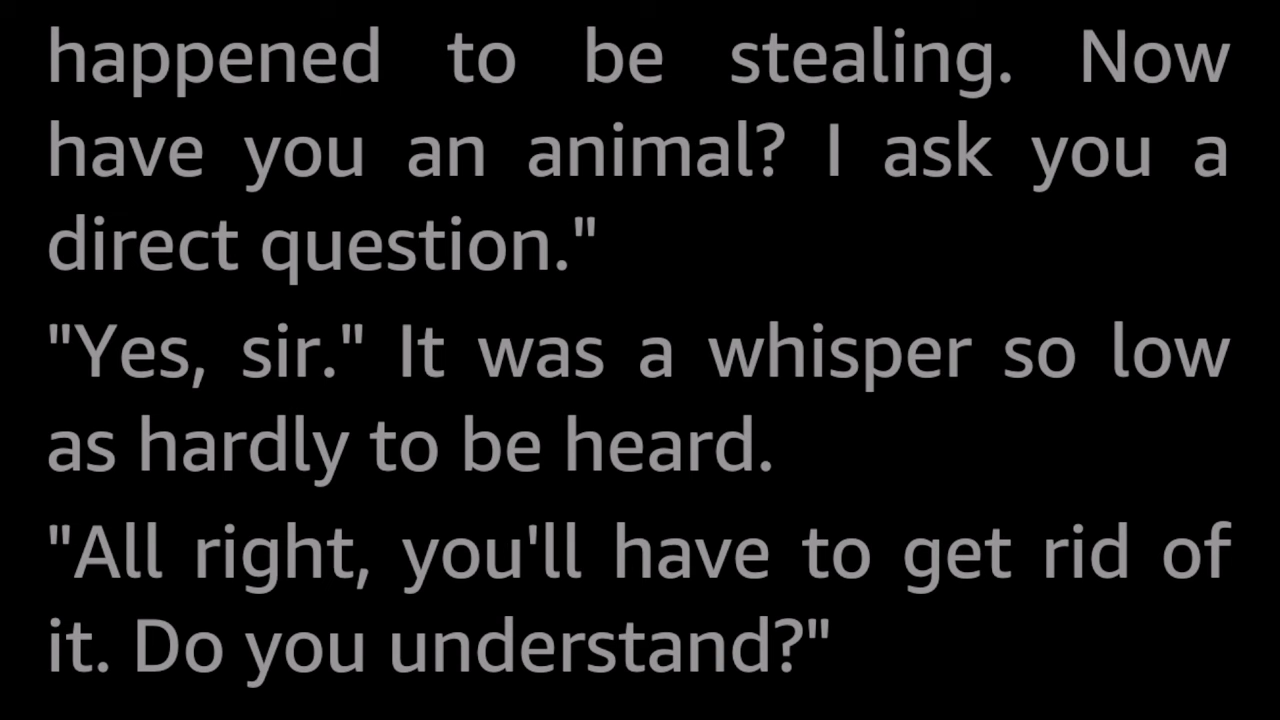 happened to be stealing. Now
have you an animal? I ask you a
direct question."
"Yes, sir." It was a whisper so low
as hardly to be heard.
"All right, you'll have to get rid of
it. Do you understand?"